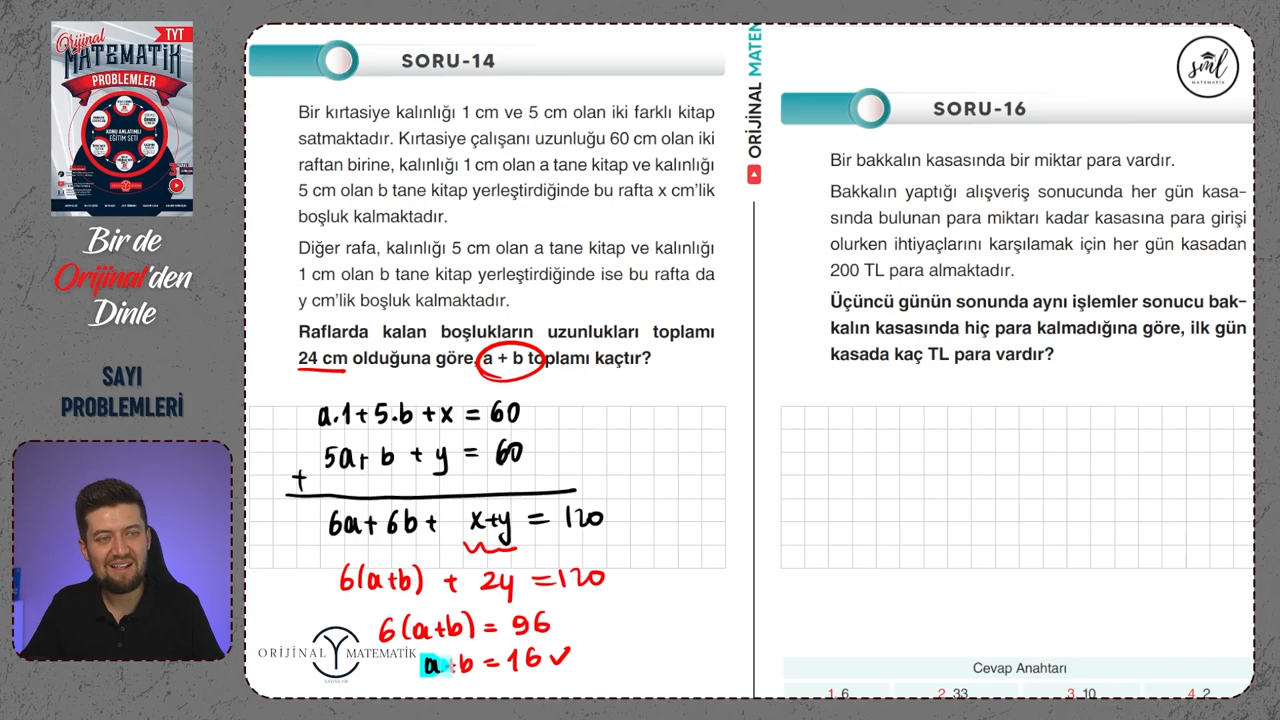 TYT
Orijinal
MATEMATİK
PROBLEMLER
KONU ANLATIMLI
EĞİTİM SETİ
Bir de
Orijinal'den
Dinle
SAYI
PROBLEMLERİ
SORU-14
Bir kırtasiye kalınlığı 1 cm ve 5 cm olan iki farklı kitap
satmaktadır. Kırtasiye çalışanı uzunluğu 60 cm olan iki
raftan birine, kalınlığı 1 cm olan a tane kitap ve kalınlığı
5 cm olan b tane kitap yerleştirdiğinde bu rafta x cm'lik
boşluk kalmaktadır.
Diğer rafa, kalınlığı 5 cm olan a tane kitap ve kalınlığı
1 cm olan b tane kitap yerleştirdiğinde ise bu rafta da
y cm'lik boşluk kalmaktadır.
Raflarda kalan boşlukların uzunlukları toplamı
24 cm olduğuna göre, a + b toplamı kaçtır?
a.1+5.b+x = 60
5a+b+y = 60
+
6a+6b+ x+y = 120
6(a+b) + 24 =120
6(a+b) = 96
a+b = 16 ✓
ORİJİNAL MATEMATİK
YAYINLARI
ORİJİNAL MATEM
sml
MATEMATİK
SORU-16
Bir bakkalın kasasında bir miktar para vardır.
Bakkalın yaptığı alışveriş sonucunda her gün kasa-
sında bulunan para miktarı kadar kasasına para girişi
olurken ihtiyaçlarını karşılamak için her gün kasadan
200 TL para almaktadır.
Üçüncü günün sonunda aynı işlemler sonucu bak-
kalın kasasında hiç para kalmadığına göre, ilk gün
kasada kaç TL para vardır?
Cevap Anahtarı
1. 6 2. 33 3. 10 4. 2